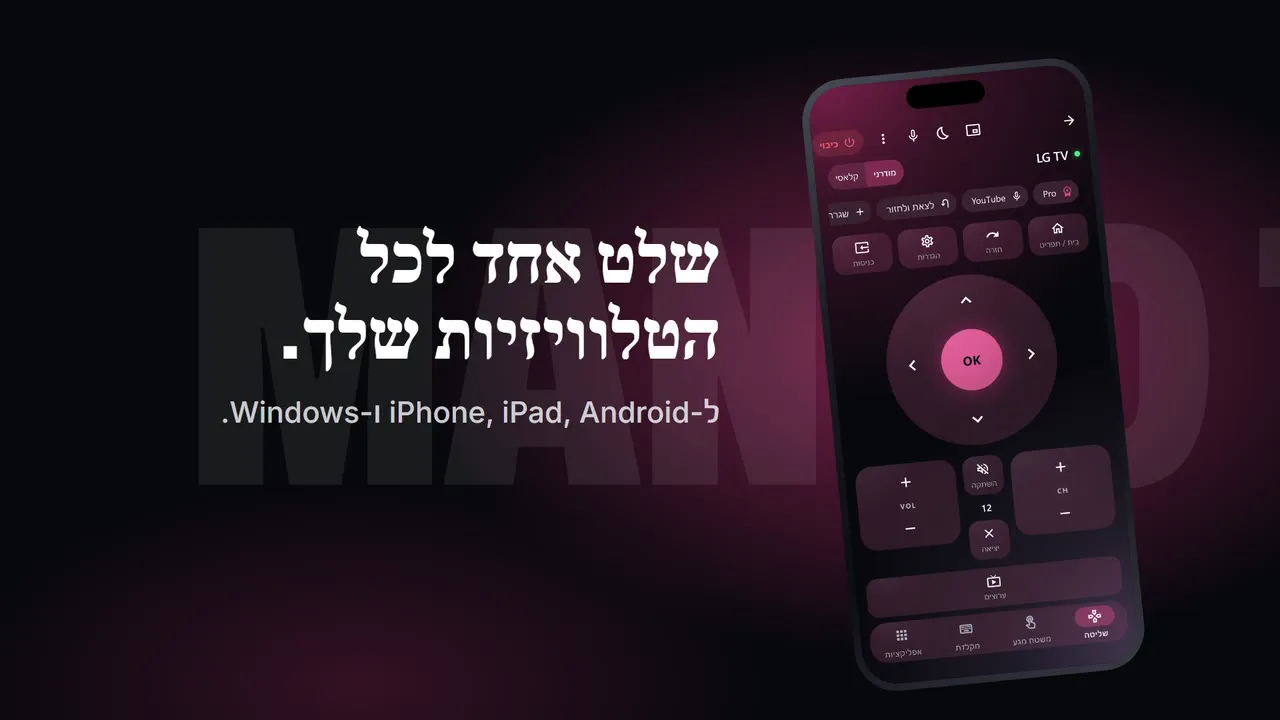 שלט אחד לכל
הטלוויזיות שלך.
ל-iPhone, iPad, Android ו-Windows.
MAN
כיבוי
LG TV
מודרני
קלאסי
Pro
YouTube
לצאת ולחזור
שגרר
בית / תפריט
חזרה
הגדרות
כניסות
OK
VOL
השתקה
CH
12
יציאה
ערוצים
שליטה
משטח מגע
מקלדת
אפליקציות